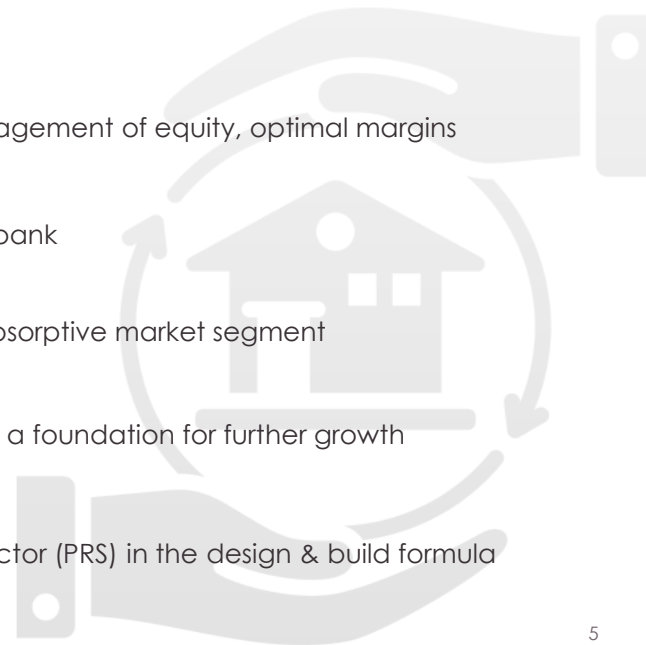 agement of equity, optimal margins
bank
osorptive market segment
a foundation for further growth
ctor (PRS) in the design & build formula
5